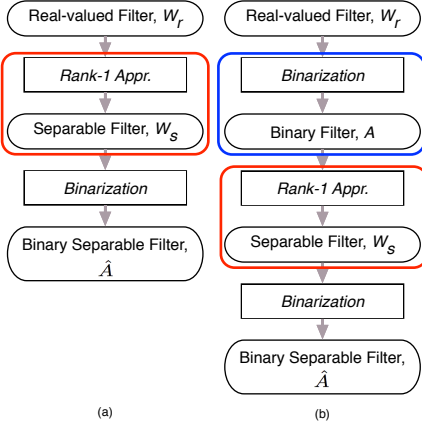 Real-valued Filter, W_r
Rank-1 Appr.
Separable Filter, W_s
Binarization
Binary Separable Filter,
Â
(a)
Real-valued Filter, W_r
Binarization
Binary Filter, A
Rank-1 Appr.
Separable Filter, W_s
Binarization
Binary Separable Filter,
Â
(b)